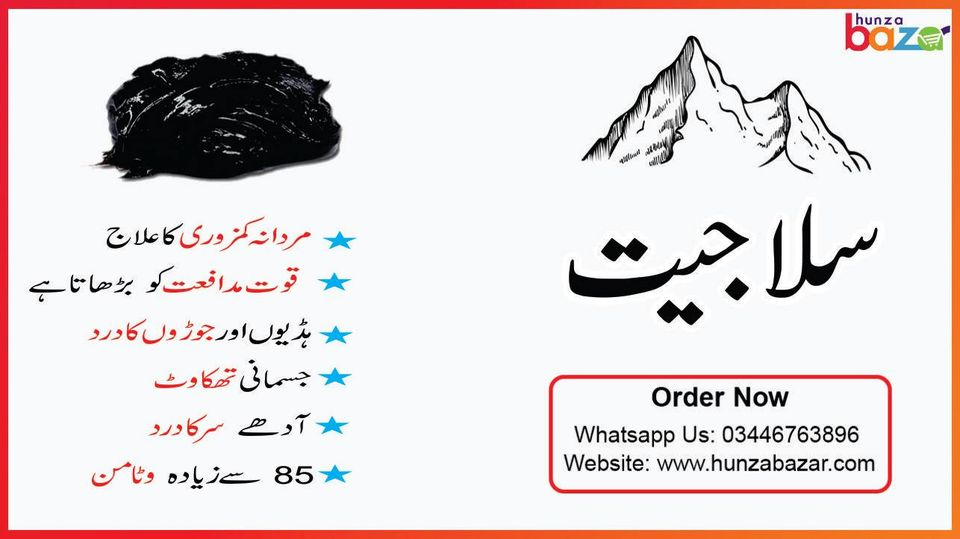 hunza
bazar
سلاجیت
مردانہ کمزوری کا علاج
قوت مدافعت کو بڑھاتا ہے
ہڈیوں اور جوڑوں کا درد
جسمانی تھکاوٹ
آدھے سر کا درد
85 سے زیادہ وٹامن
Order Now
Whatsapp Us: 03446763896
Website: www.hunzabazar.com